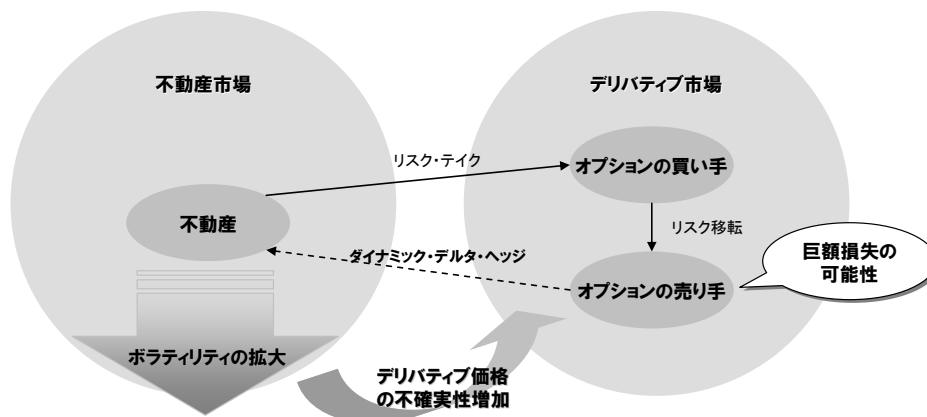 不動産市場
デリバティブ市場
リスク・テイク
オプションの買い手
不動産
リスク移転
ダイナミック・デルタ・ヘッジ
巨額損失の
可能性
オプションの売り手
ボラティリティの拡大
デリバティブ価格
の不確実性増加